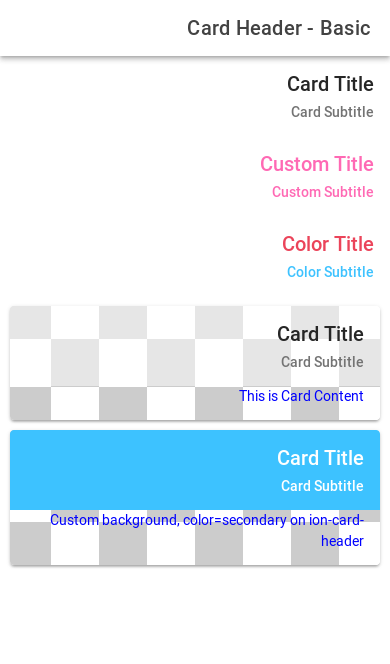 Card Header - Basic
Card Title
Card Subtitle
Custom Title
Custom Subtitle
Color Title
Color Subtitle
Card Title
Card Subtitle
This is Card Content
Card Title
Card Subtitle
Custom background, color=secondary on ion-card-
header